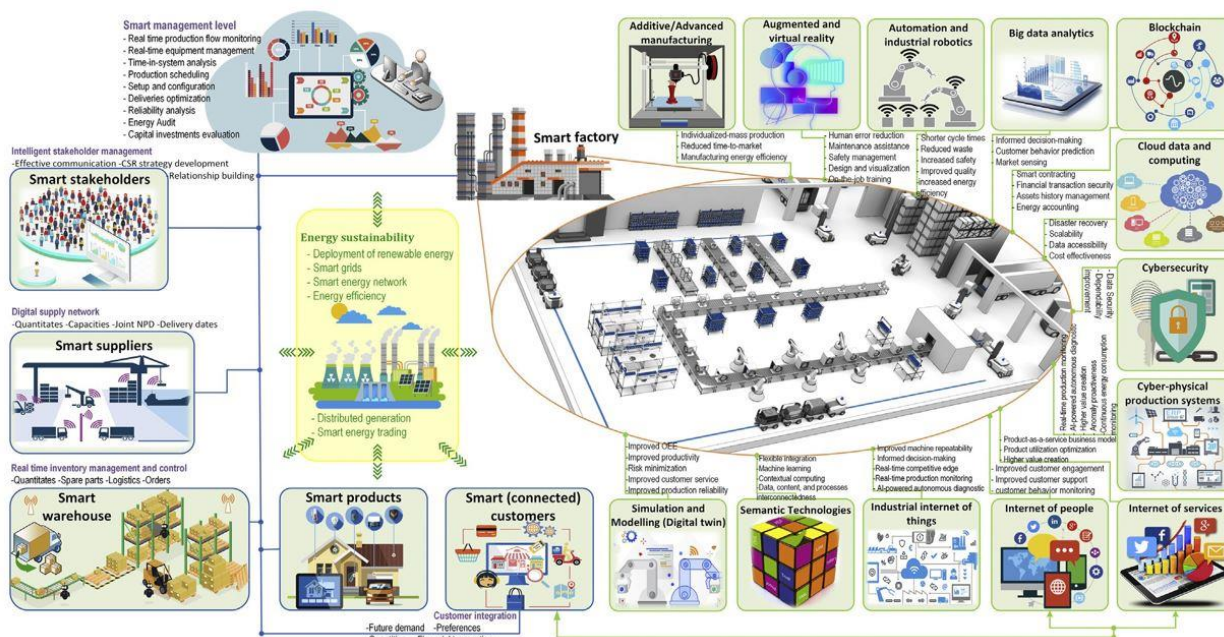 Smart management level
- Real time production flow monitoring
- Real-time equipment management
- Time-in-system analysis
- Production scheduling
- Setup and configuration
- Deliveries optimization
- Reliability analysis
- Energy Audit
- Capital investments evaluation
Intelligent stakeholder management
-Effective communication -CSR strategy development
Relationship building
Smart stakeholders
Digital supply network
-Quantitates -Capacities -Joint NPD -Delivery dates
Smart suppliers
Real time inventory management and control
-Quantitates -Spare parts -Logistics -Orders
Smart
warehouse
Energy sustainability
- Deployment of renewable energy
- Smart grids
- Smart energy network
- Energy efficiency
- Distributed generation
- Smart energy trading
Smart products
Smart (connected)
customers
Customer integration
-Future demand -Preferences
Smart factory
Additive/Advanced
manufacturing
- Individualized-mass production
- Reduced time-to-market
- Manufacturing energy efficiency
Augmented and
virtual reality
- Human error reduction
- Maintenance assistance
- Safety management
- Design and visualization
- On-the-job training
Automation and
industrial robotics
Shorter cycle times
Reduced waste
Increased safety
Improved quality
increased energy
Big data analytics
- Informed decision-making
- Customer behavior prediction
- Market sensing
Blockchain
- Smart contracting
- Financial transaction security
- Assets history management
- Energy accounting
Cloud data and
computing
- Disaster recovery
- Scalability
- Data accessibility
- Cost effectiveness
Cybersecurity
- Data Security
- Dependability
improvement
Cyber-physical
production systems
Real-time production monitoring
AI-powered autonomous diagnostic
Higher value creation
Anomaly proactiveness
Continuous energy consumption
monitoring
- Improved OEE
- Improved productivity
- Risk minimization
- Improved customer service
- Improved production reliability
Simulation and
Modelling (Digital twin)
Flexible integration
Machine learning
Contextual computing
Data, content, and processes
interconnectedness
Semantic Technologies
Improved machine repeatability
Informed decision-making
Real-time competitive edge
Real-time production monitoring
AI-powered autonomous diagnostic
Industrial internet of
things
- Product-as-a-service business model
- Product utilization optimization
- Higher value creation
- Improved customer engagement
- Improved customer support
- customer behavior monitoring
Internet of people
Internet of services